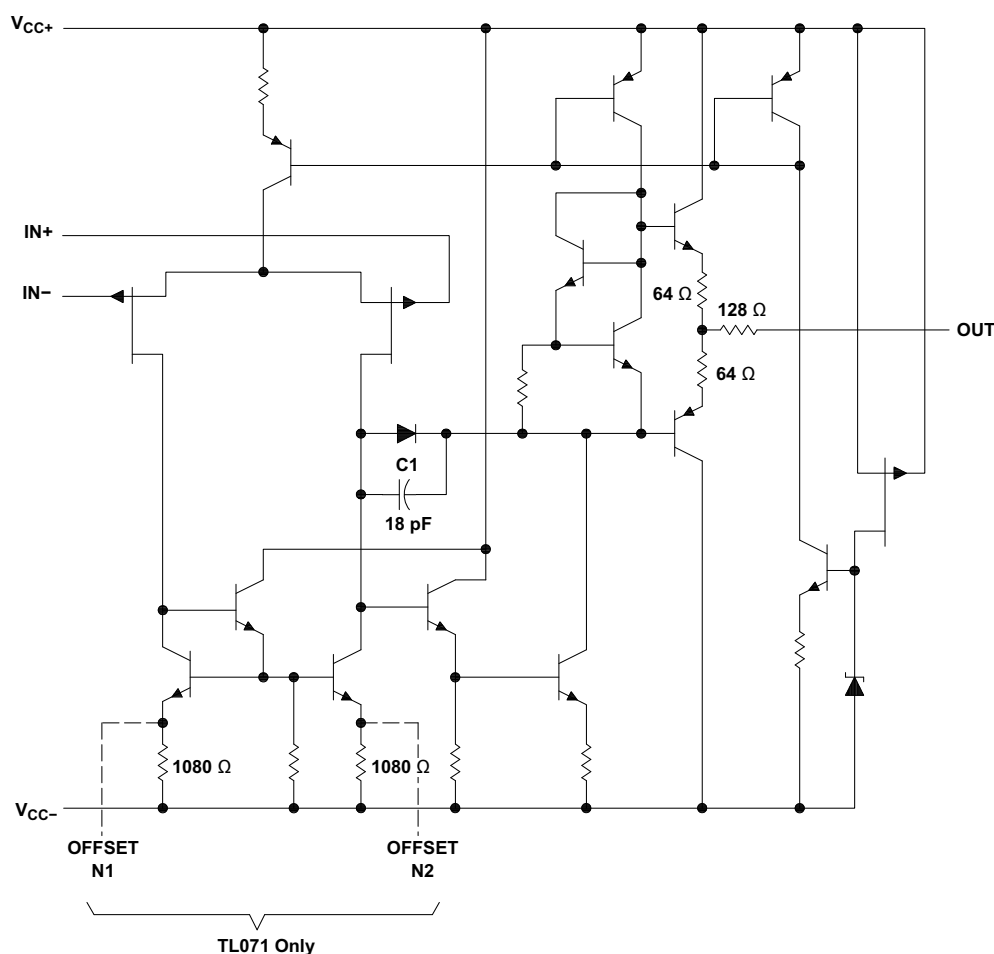 VCC+
IN+
IN−
64 Ω
128 Ω
OUT
64 Ω
C1
18 pF
1080 Ω
1080 Ω
VCC−
OFFSET
N1
OFFSET
N2
TL071 Only